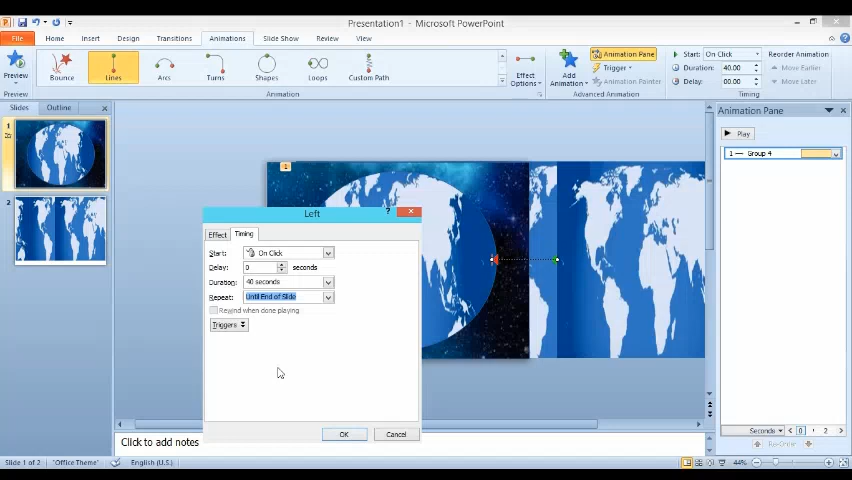 Presentation1 - Microsoft PowerPoint
File Home Insert Design Transitions Animations Slide Show Review View
Preview
Bounce Lines Arcs Turns Shapes Loops Custom Path
Effect Options
Add Animation
Animation Pane
Trigger
Animation Painter
Start: On Click
Duration: 40.00
Delay: 00.00
Reorder Animation
Move Earlier
Move Later
Preview Animation Advanced Animation Timing
Slides Outline
1
2
1
Animation Pane
Play
1 Group 4
Left
?
Effect Timing
Start: On Click
Delay: 0 seconds
Duration: 40 seconds
Repeat: Until End of Slide
Rewind when done playing
Triggers
OK Cancel
Click to add notes
Seconds 0 2
Re-Order
Slide 1 of 2 "Office Theme" English (U.S.) 44%